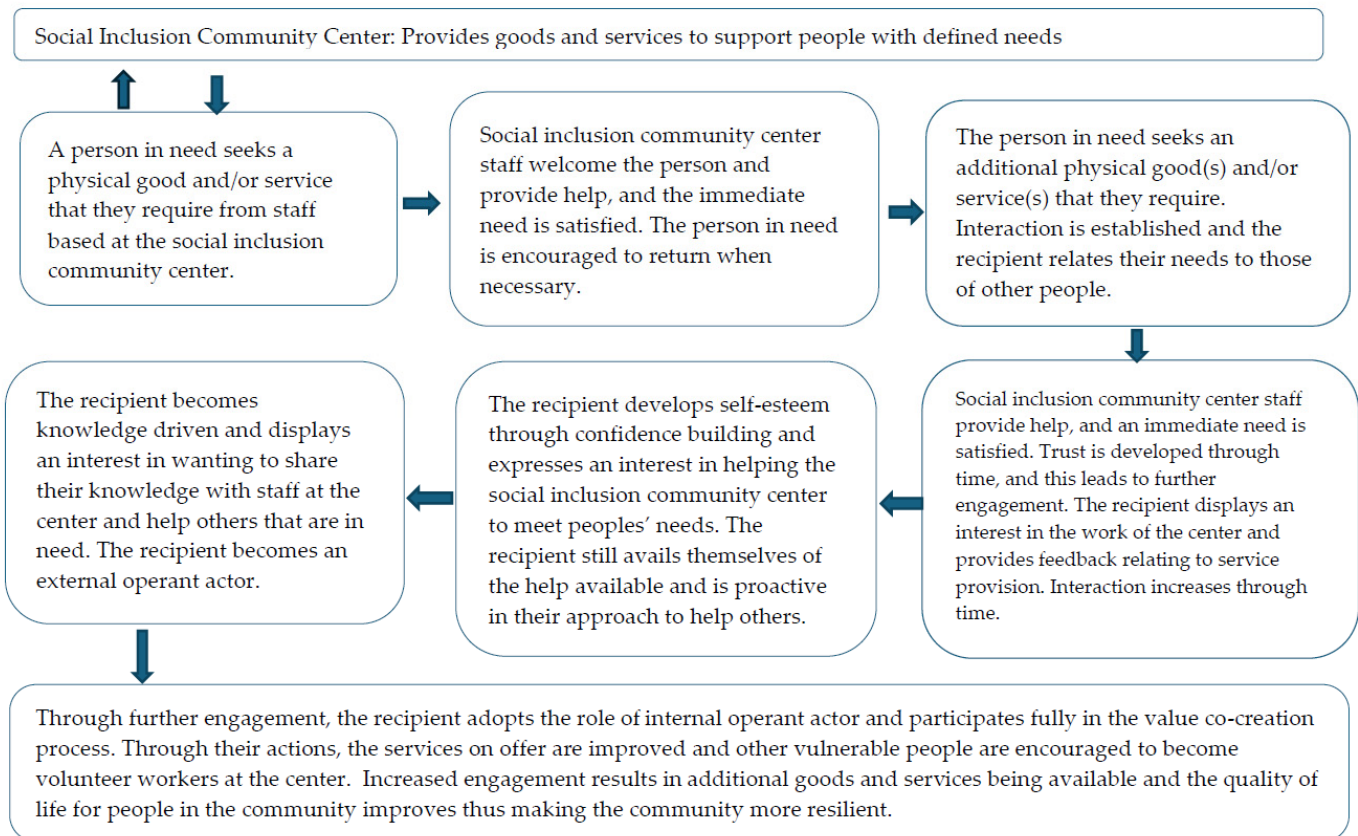 Social Inclusion Community Center: Provides goods and services to support people with defined needs
A person in need seeks a
physical good and/or service
that they require from staff
based at the social inclusion
community center.
Social inclusion community center
staff welcome the person and
provide help, and the immediate
need is satisfied. The person in need
is encouraged to return when
necessary.
The person in need seeks an
additional physical good(s) and/or
service(s) that they require.
Interaction is established and the
recipient relates their needs to those
of other people.
Social inclusion community center staff
provide help, and an immediate need is
satisfied. Trust is developed through
time, and this leads to further
engagement. The recipient displays an
interest in the work of the center and
provides feedback relating to service
provision. Interaction increases through
time.
The recipient develops self-esteem
through confidence building and
expresses an interest in helping the
social inclusion community center
to meet peoples’ needs. The
recipient still avails themselves of
the help available and is proactive
in their approach to help others.
The recipient becomes
knowledge driven and displays
an interest in wanting to share
their knowledge with staff at the
center and help others that are in
need. The recipient becomes an
external operant actor.
Through further engagement, the recipient adopts the role of internal operant actor and participates fully in the value co-creation
process. Through their actions, the services on offer are improved and other vulnerable people are encouraged to become
volunteer workers at the center.  Increased engagement results in additional goods and services being available and the quality of
life for people in the community improves thus making the community more resilient.